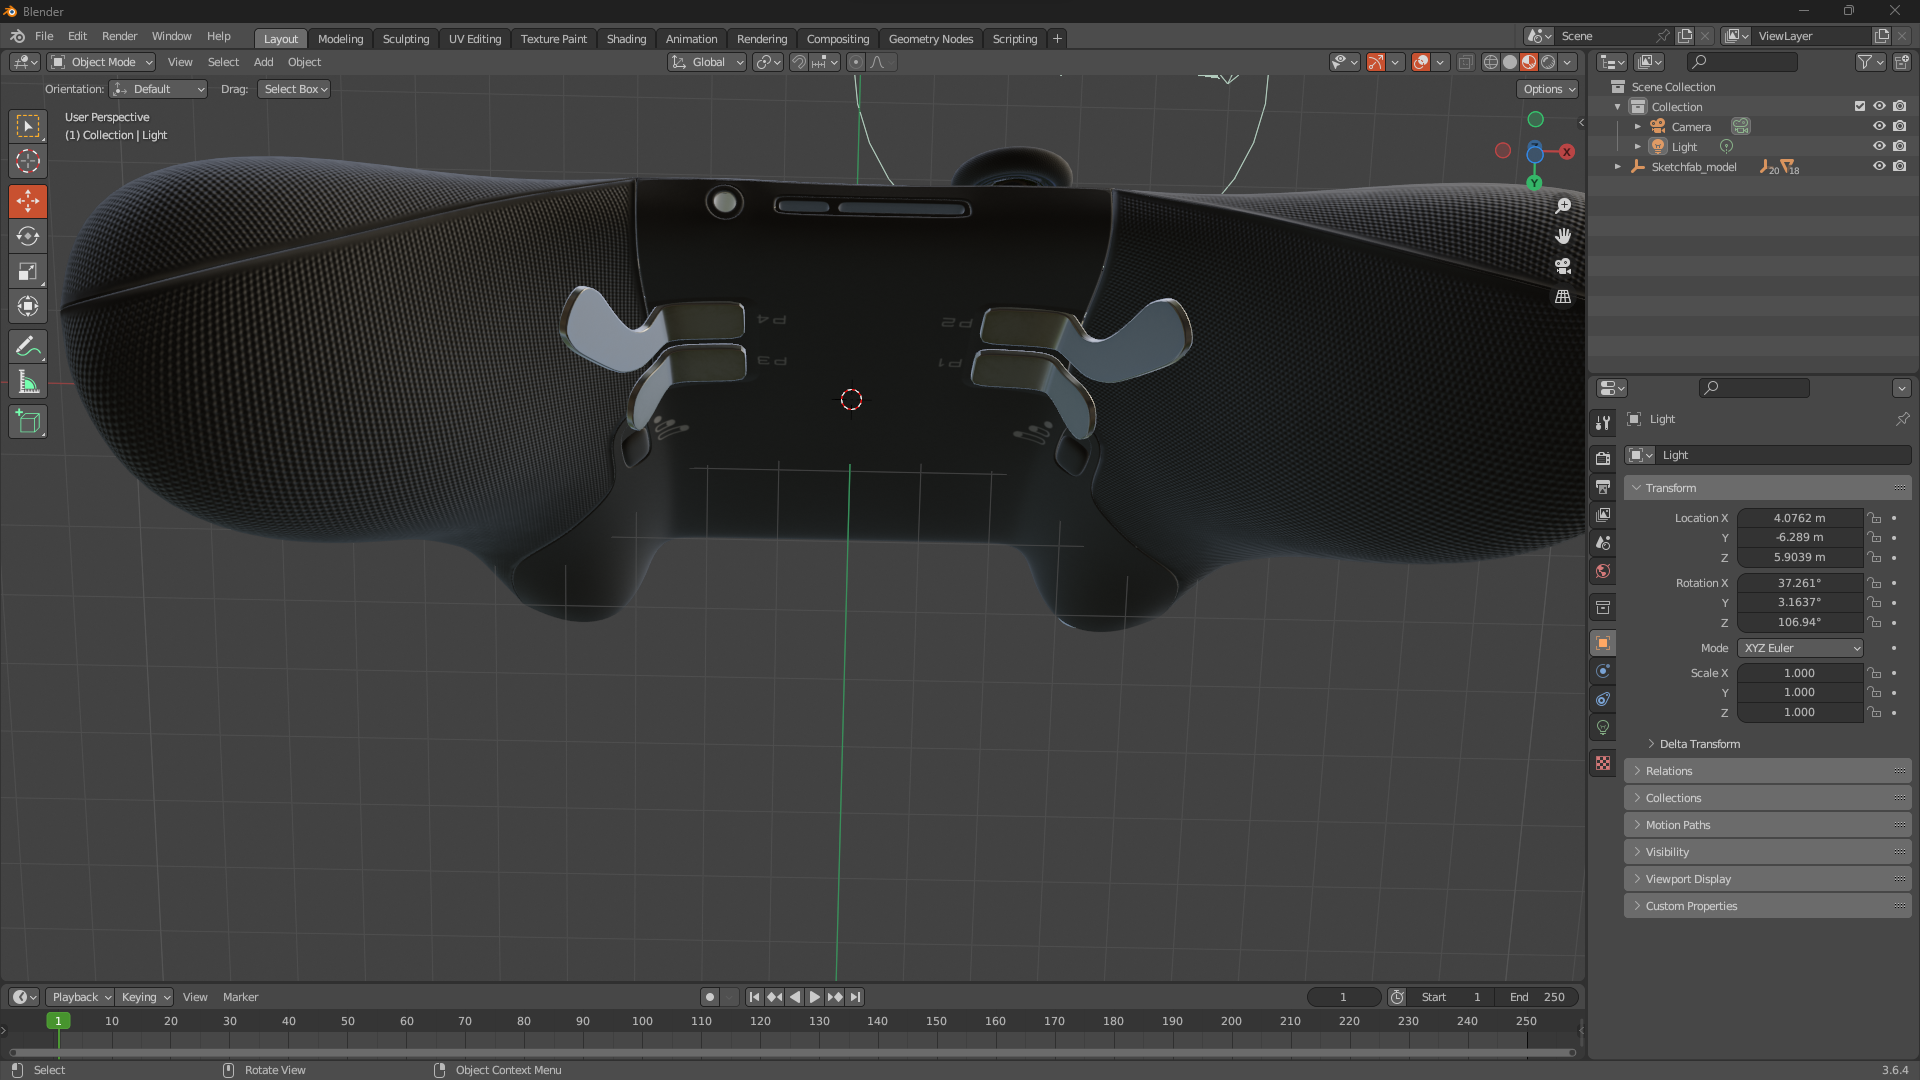 Blender
File Edit Render Window Help
Layout Modeling Sculpting UV Editing Texture Paint Shading Animation Rendering Compositing Geometry Nodes Scripting +
Scene
ViewLayer
Object Mode View Select Add Object
Global
Orientation: Default Drag: Select Box
Options
User Perspective
(1) Collection | Light
X
Y
P4
P2
P3
P1
Scene Collection
Collection
Camera
Light
Sketchfab_model 20 18
Light
Light
Transform
Location X 4.0762 m
Y -6.289 m
Z 5.9039 m
Rotation X 37.261°
Y 3.1637°
Z 106.94°
Mode XYZ Euler
Scale X 1.000
Y 1.000
Z 1.000
Delta Transform
Relations
Collections
Motion Paths
Visibility
Viewport Display
Custom Properties
Playback Keying View Marker
1 Start 1 End 250
1 10 20 30 40 50 60 70 80 90 100 110 120 130 140 150 160 170 180 190 200 210 220 230 240 250
Select Rotate View Object Context Menu
3.6.4